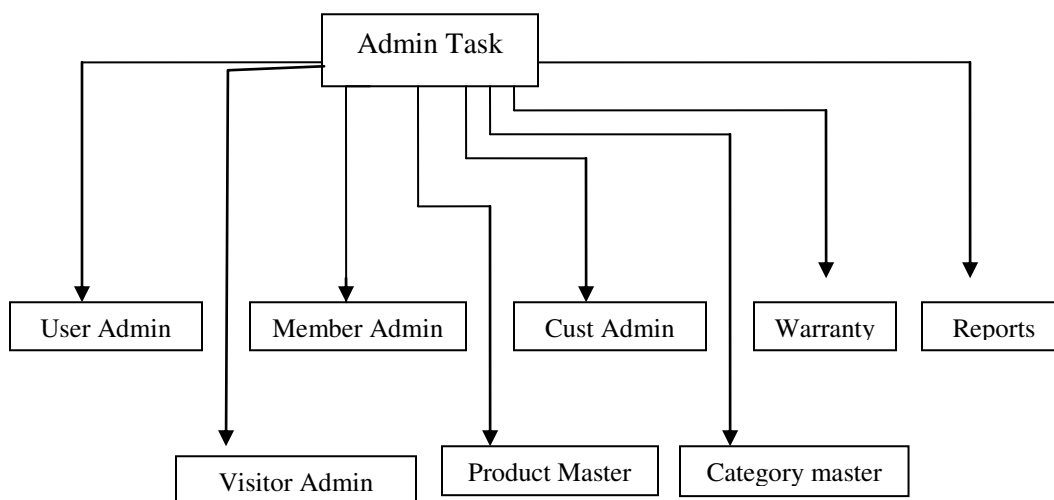 Admin Task
User Admin
Member Admin
Cust Admin
Warranty
Reports
Visitor Admin
Product Master
Category master